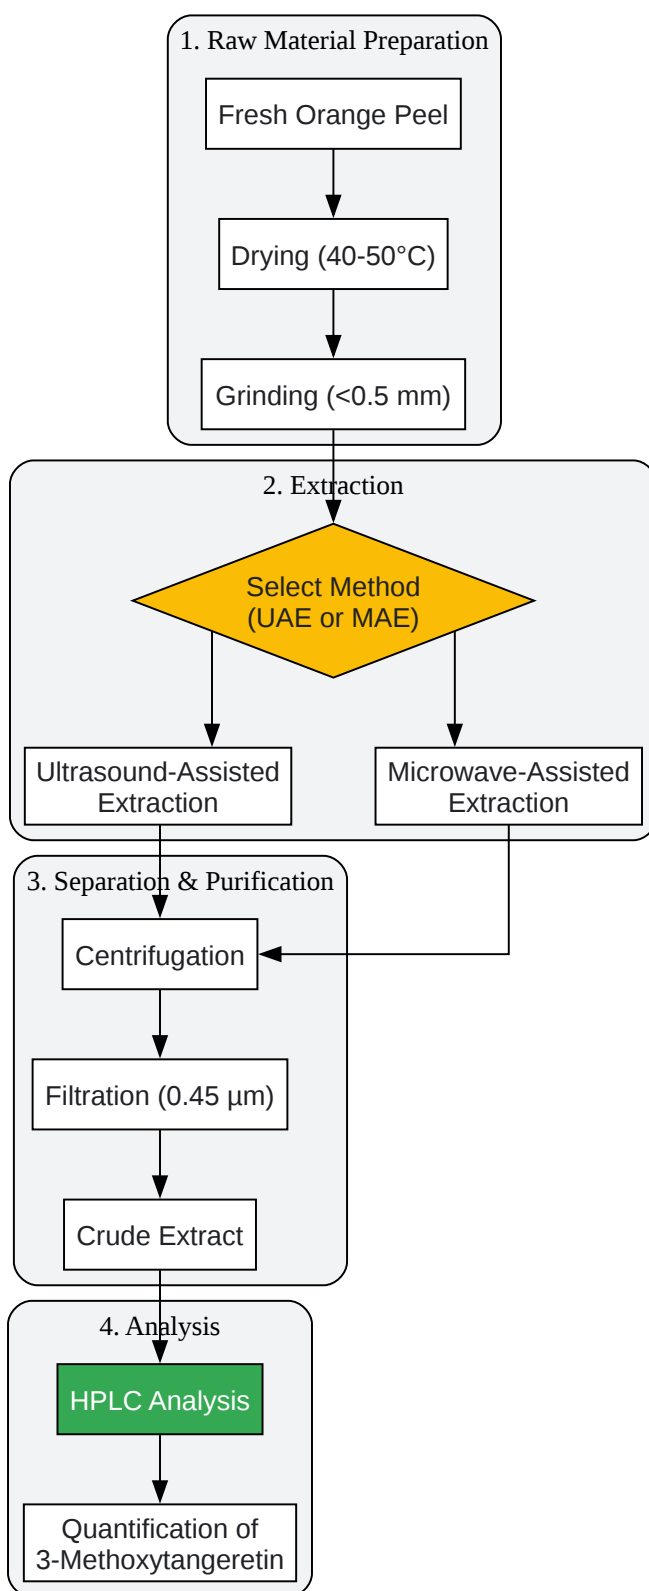 1. Raw Material Preparation
Fresh Orange Peel
Drying (40-50°C)
Grinding (<0.5 mm)
2. Extraction
Select Method
(UAE or MAE)
Ultrasound-Assisted
Extraction
Microwave-Assisted
Extraction
3. Separation & Purification
Centrifugation
Filtration (0.45 µm)
Crude Extract
4. Analysis
HPLC Analysis
Quantification of
3-Methoxytangeretin